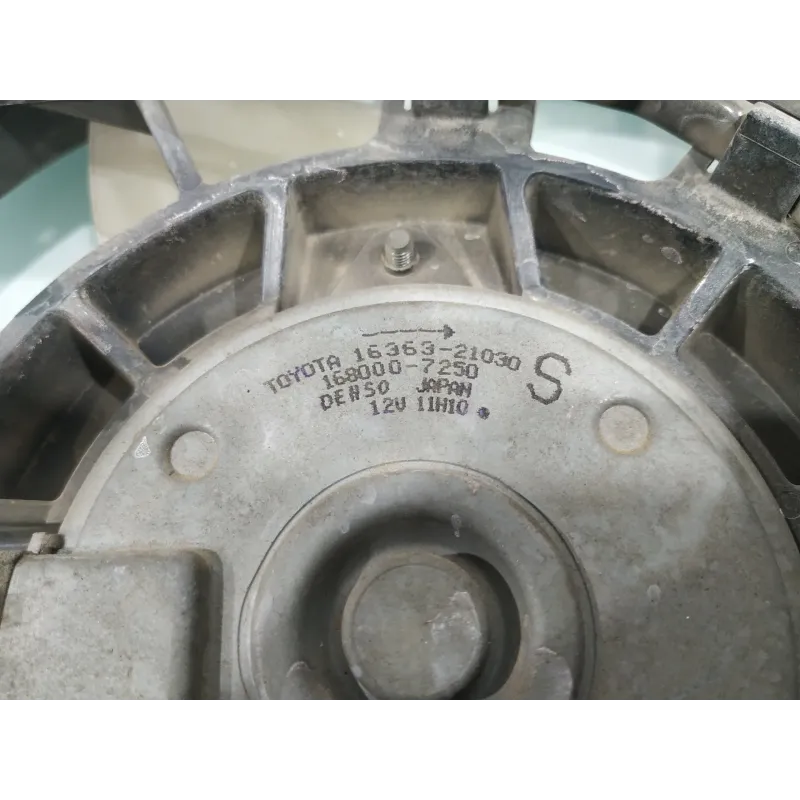 TOYOTA 16363-21030
168000-7250 S
DENSO JAPAN
12V 11H10